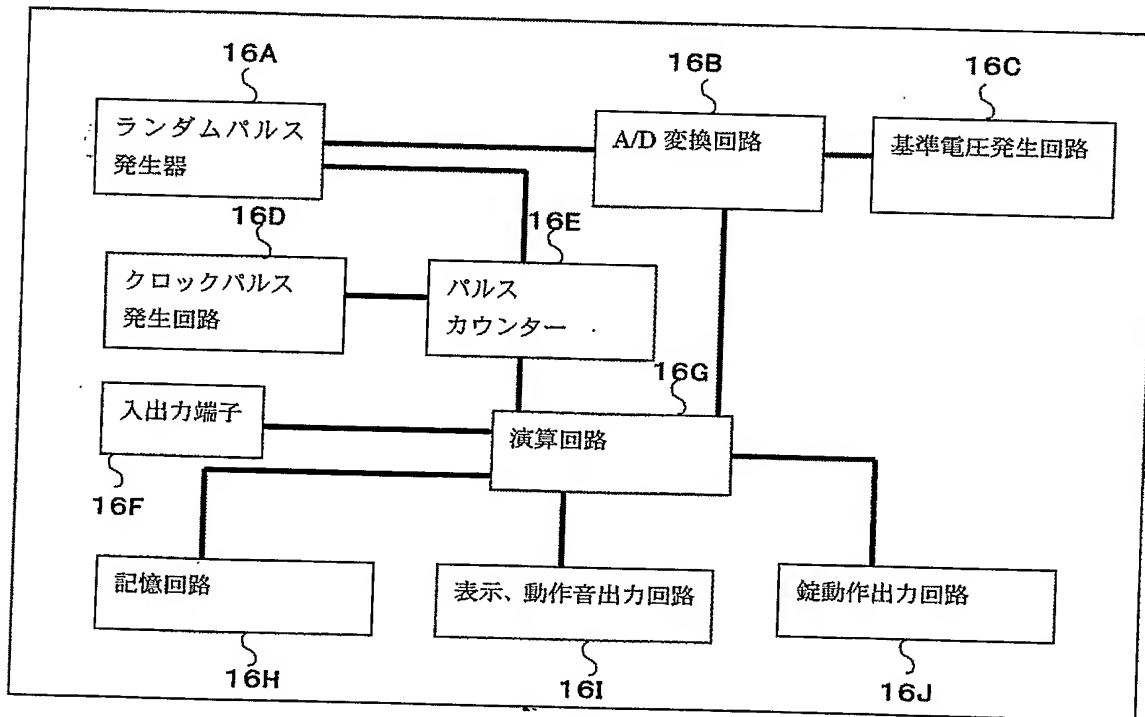 16A
16B
16C
ランダムパルス
発生器
A/D 変換回路
基準電圧発生回路
16D
16E
クロックパルス
発生回路
パルス
カウンター
16G
入出力端子
演算回路
16F
記憶回路
表示、動作音出力回路
錠動作出力回路
16H
16I
16J